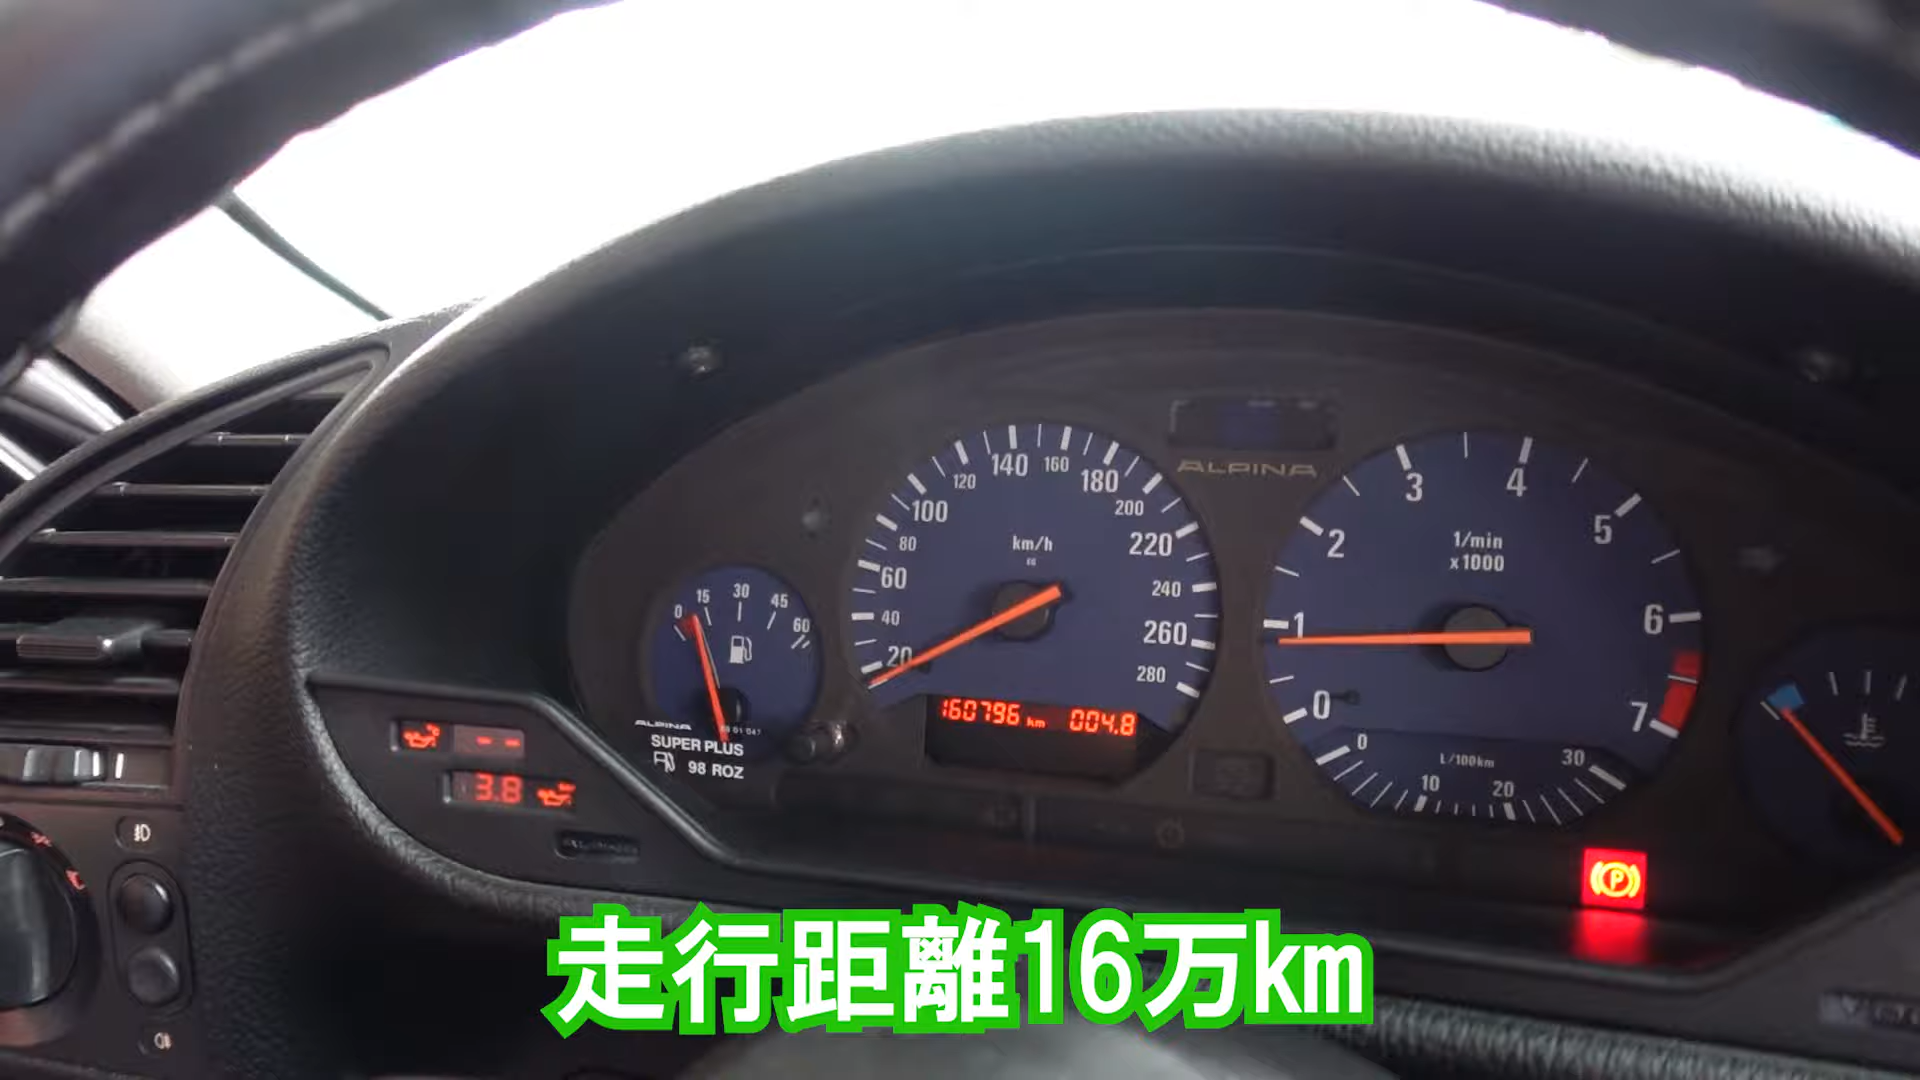 ALPINA
140 160
120 180
100 200
80 km/h 220
60 240
40 260
20 280
160796 km 004.8
3 4
2 5
1/min
x1000
1 6
0 7
0 L/100km 30
10 20
0 15 30 45 60
ALPINA
SUPER PLUS
98 ROZ
--
3.8
ALPINA
P
走行距離16万km